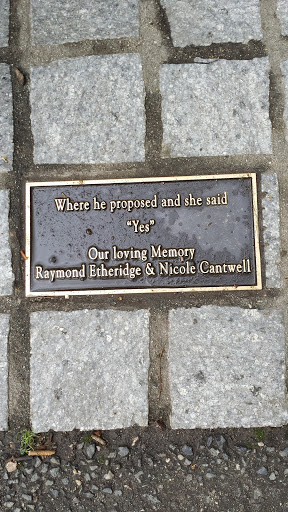 Where he proposed and she said
"Yes"
Our loving Memory
Raymond Etheridge & Nicole Cantwell